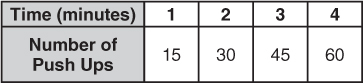 Time (minutes) 1 2 3 4
Number of Push Ups 15 30 45 60